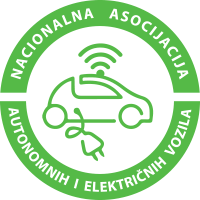 NACIONALNA ASOCIJACIJA
AUTONOMNIH I ELEKTRIČNIH VOZILA